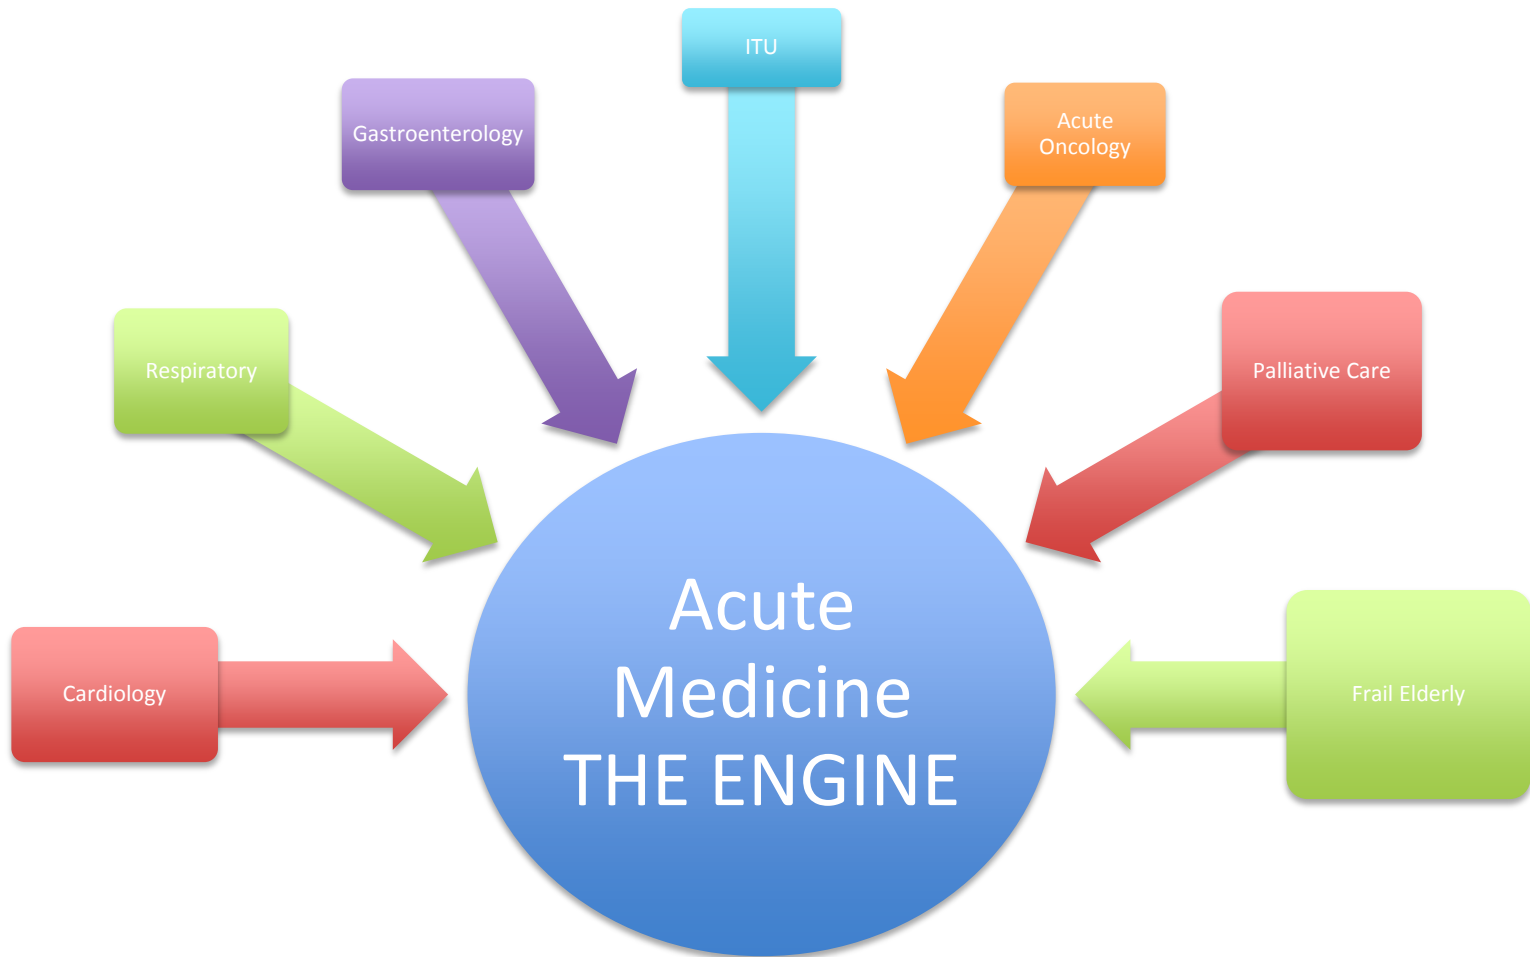 ITU
Gastroenterology
Acute
Oncology
Respiratory
Palliative Care
Cardiology
Frail Elderly
Acute
Medicine
THE ENGINE